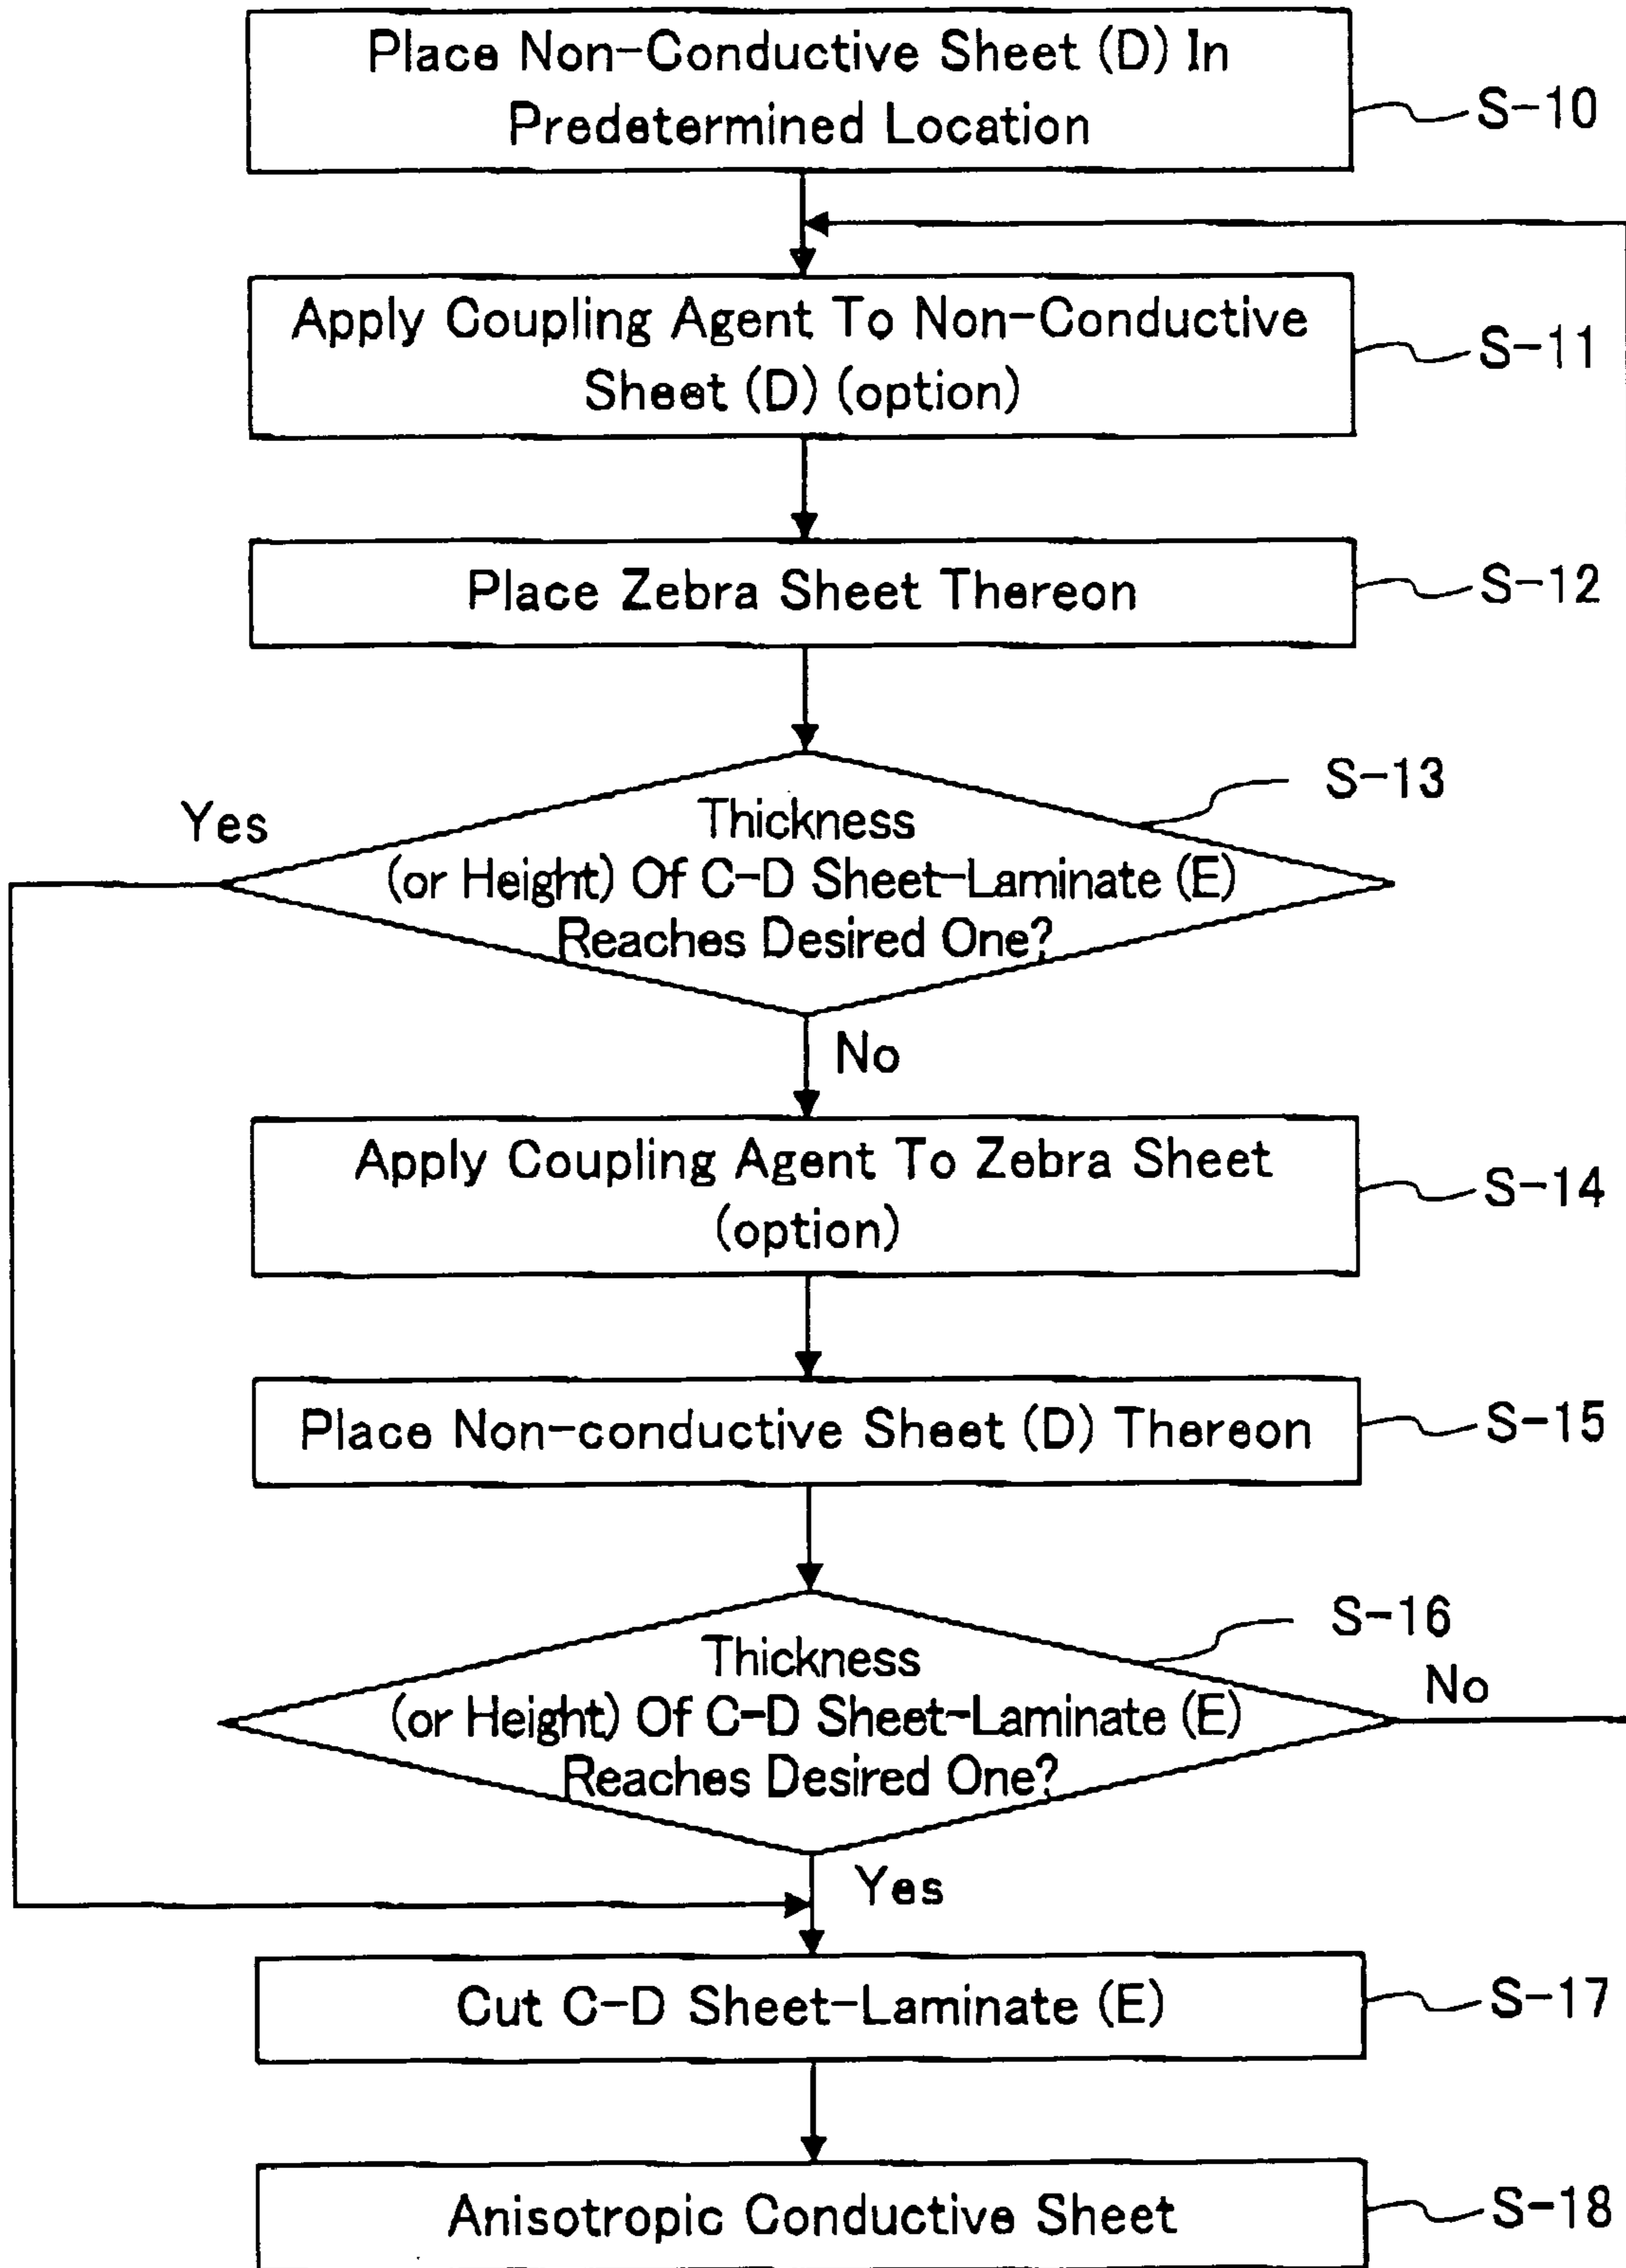 Place Non-Conductive Sheet (D) In
Predetermined Location
S-10
Apply Coupling Agent To Non-Conductive
Sheet (D) (option)
S-11
Place Zebra Sheet Thereon
S-12
S-13
Yes
Thickness
(or Height) Of C-D Sheet-Laminate (E)
Reaches Desired One?
No
Apply Coupling Agent To Zebra Sheet
(option)
S-14
Place Non-conductive Sheet (D) Thereon
S-15
S-16
Thickness
(or Height) Of C-D Sheet-Laminate (E)
Reaches Desired One?
No
Yes
Cut C-D Sheet-Laminate (E)
S-17
Anisotropic Conductive Sheet
S-18